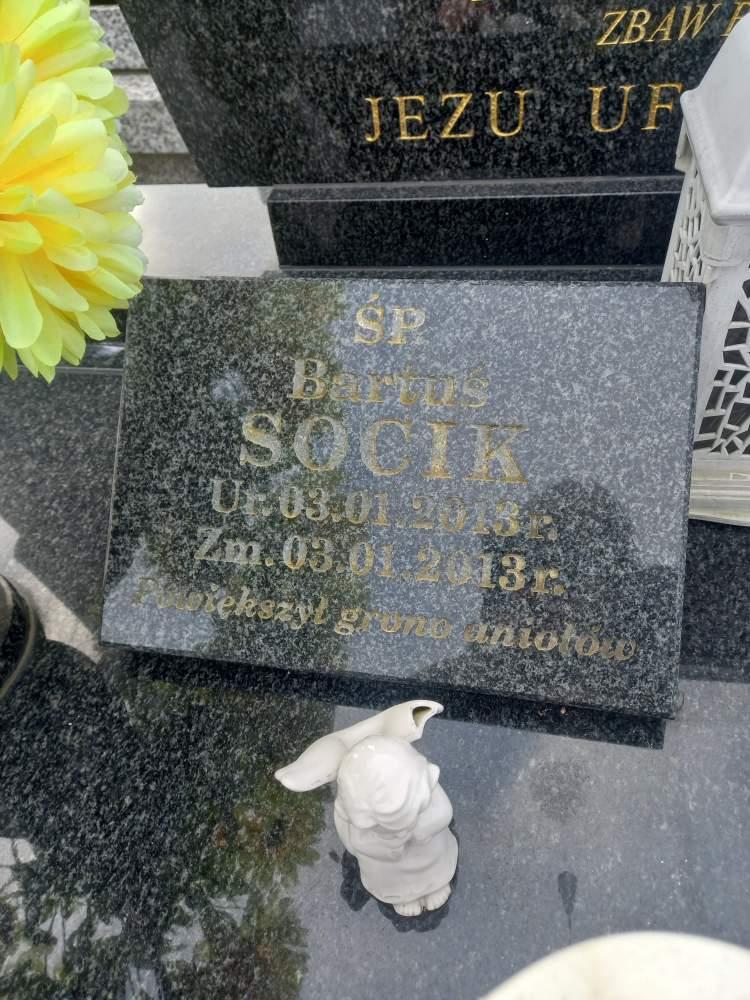 ZBAW
JEZU UF
ŚP.
Bartuś
SOCIK
Ur. 03.01.2013 r.
Zm. 03.01.2013 r.
Powiększył grono aniołów